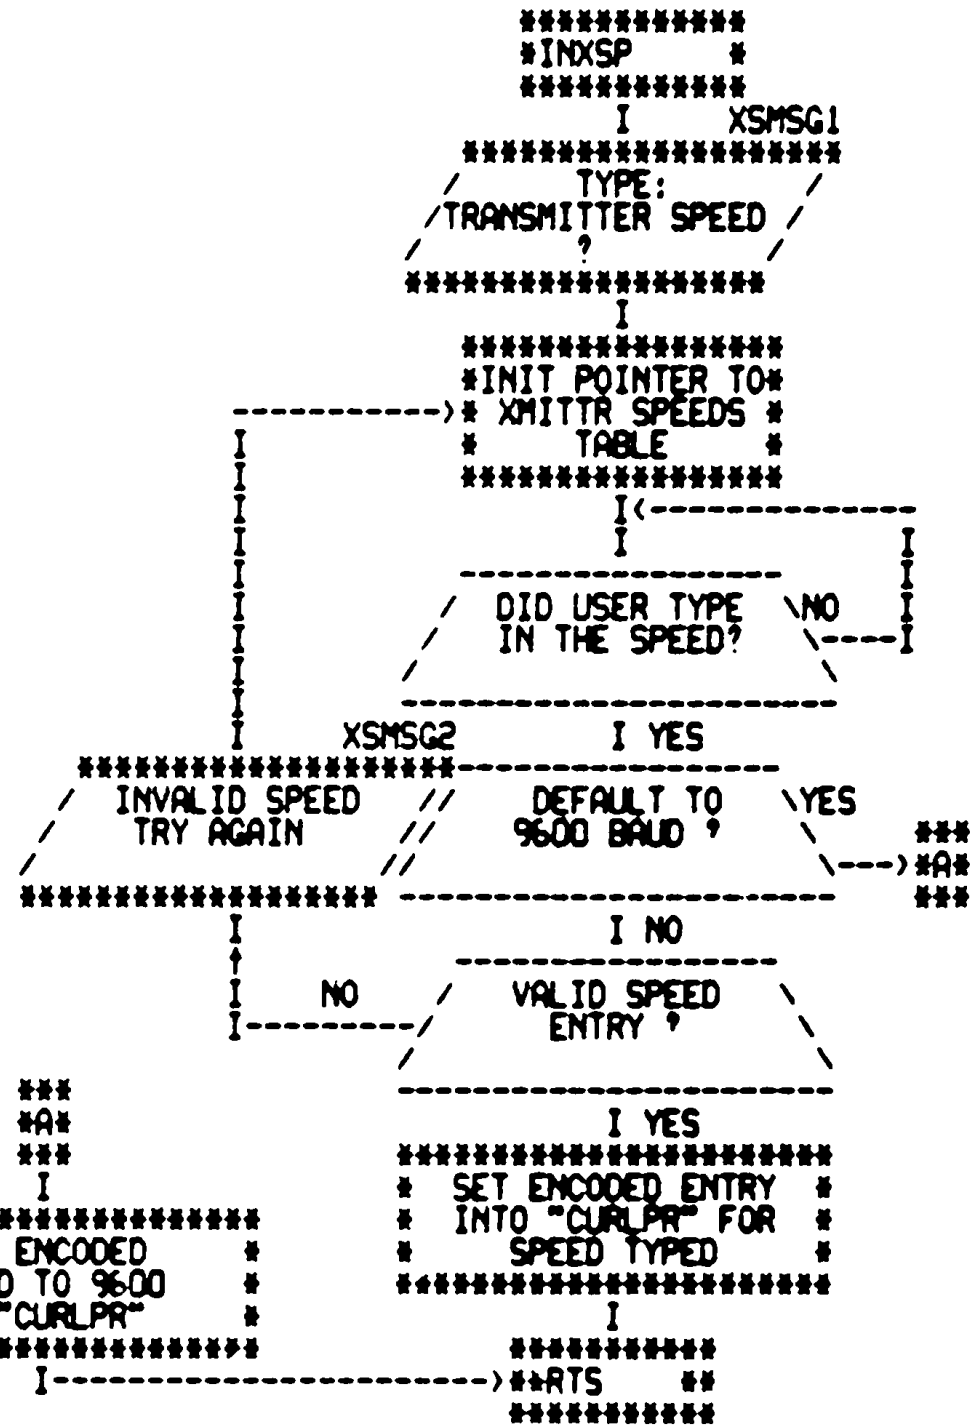 INXSP
XSMSG1
TYPE:
TRANSMITTER SPEED
?
INIT POINTER TO
XMITTR SPEEDS
TABLE
DID USER TYPE
IN THE SPEED?
NO
I YES
XSMSG2
INVALID SPEED
TRY AGAIN
DEFAULT TO
9600 BAUD ?
YES
A
I NO
VALID SPEED
ENTRY ?
NO
I YES
SET ENCODED ENTRY
INTO "CURLPR" FOR
SPEED TYPED
A
ENCODED
D TO 9600
"CURLPR"
RTS